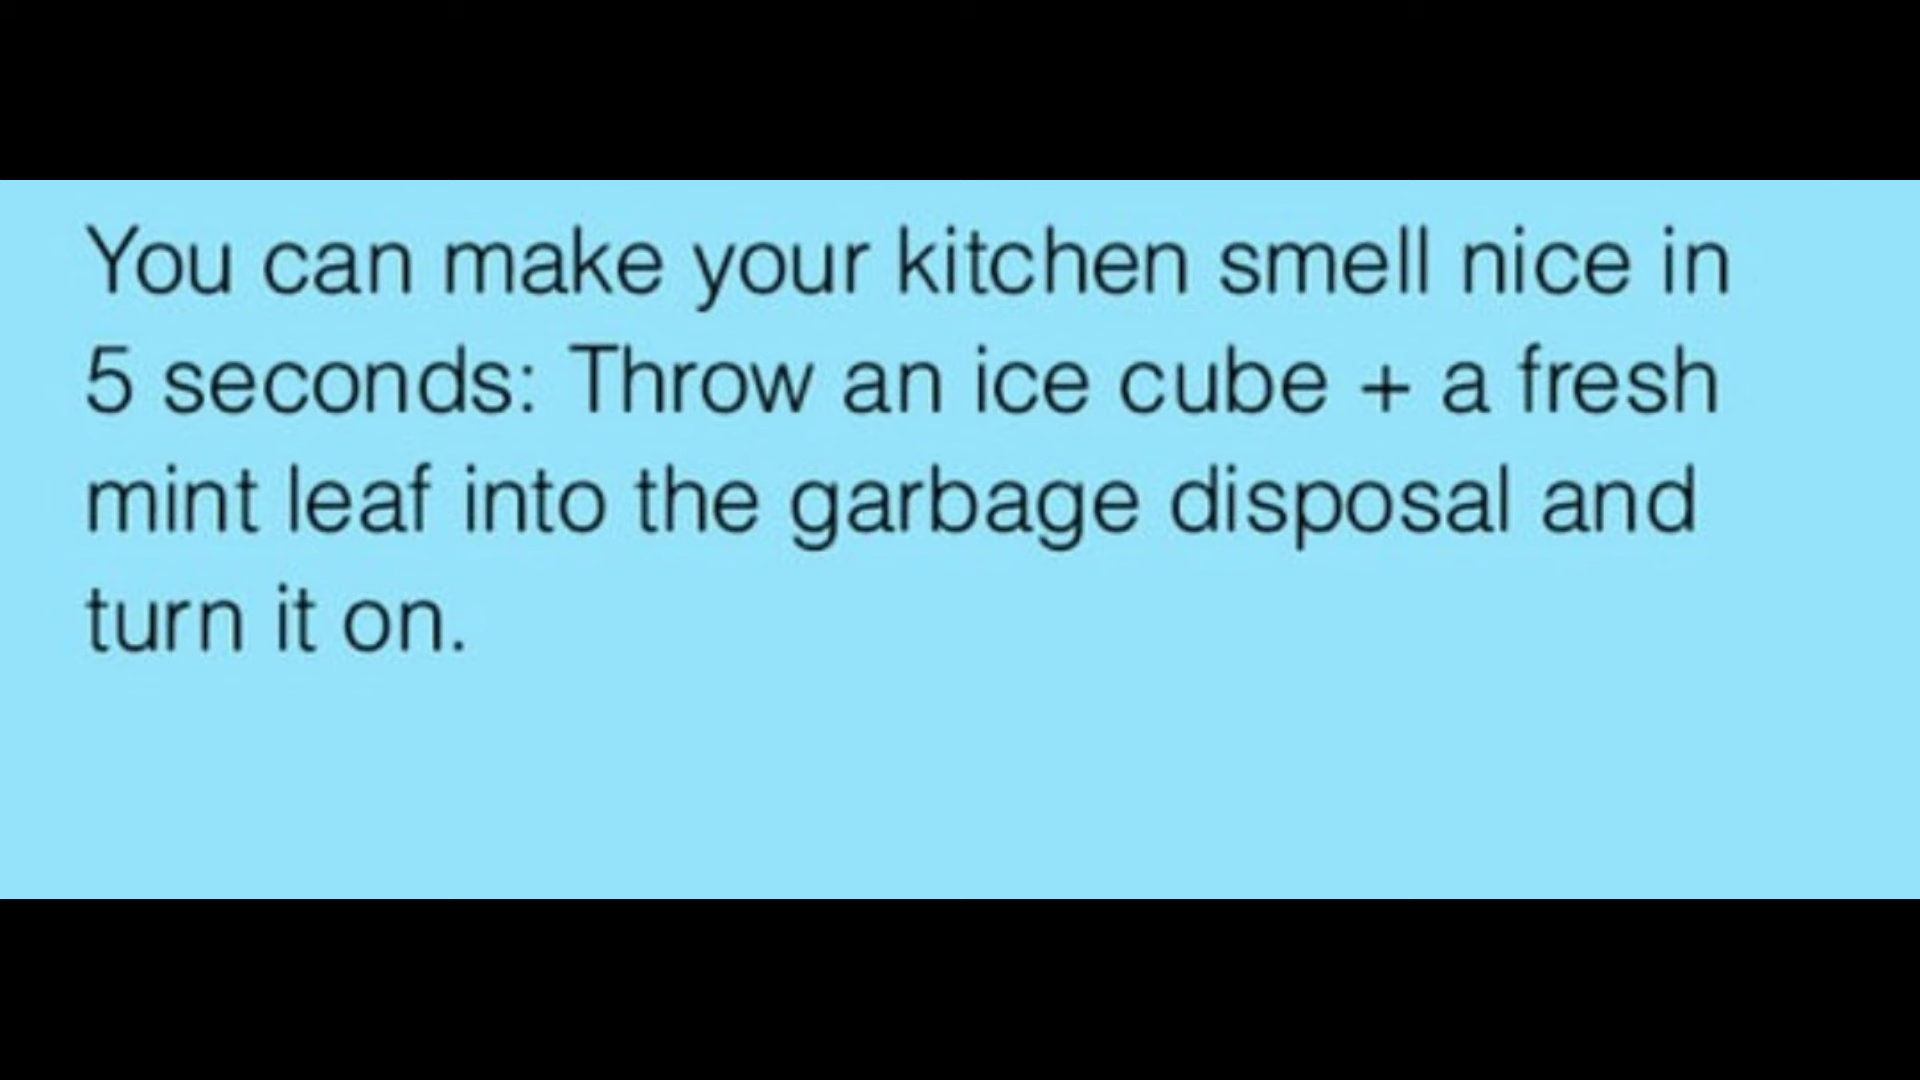 You can make your kitchen smell nice in
5 seconds: Throw an ice cube + a fresh
mint leaf into the garbage disposal and
turn it on.